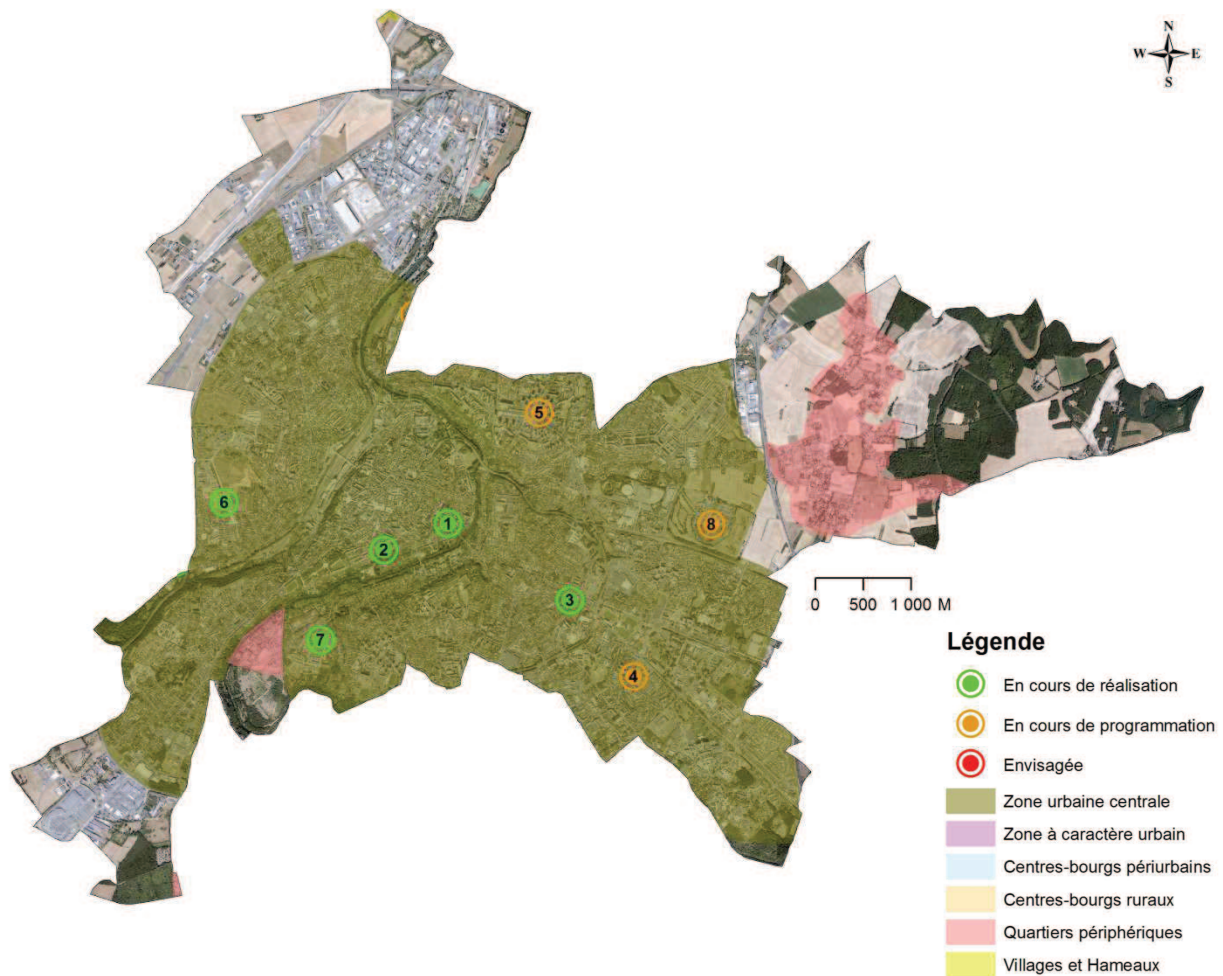 N
W E
S
5
6
1
8
2
3
7
4
0 500 1 000 M
Légende
En cours de réalisation
En cours de programmation
Envisagée
Zone urbaine centrale
Zone à caractère urbain
Centres-bourgs périurbains
Centres-bourgs ruraux
Quartiers périphériques
Villages et Hameaux